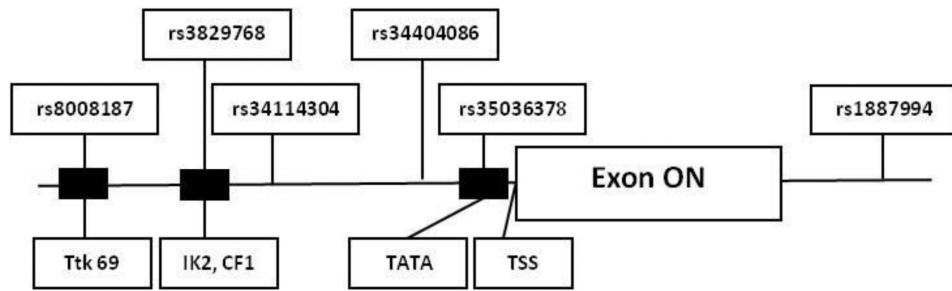 rs3829768
rs34404086
rs8008187
rs34114304
rs35036378
rs1887994
Exon ON
Ttk 69
IK2, CF1
TATA
TSS